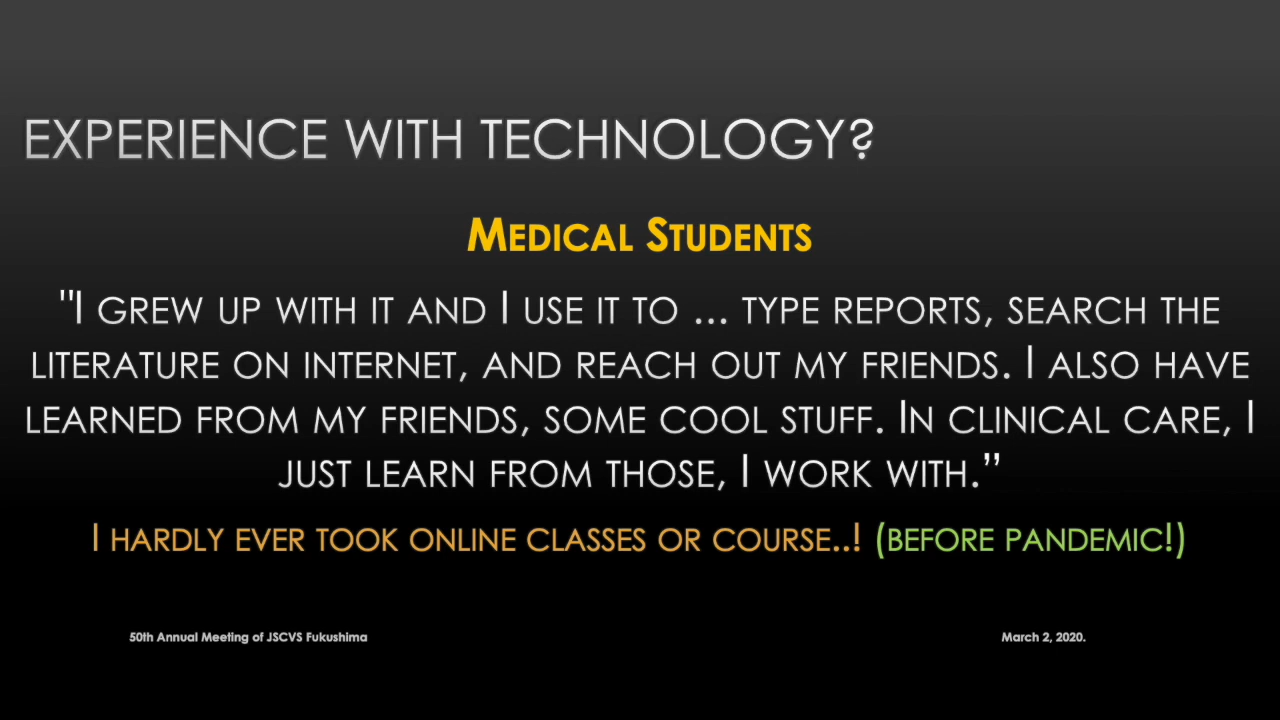 EXPERIENCE WITH TECHNOLOGY?
MEDICAL STUDENTS
"I GREW UP WITH IT AND I USE IT TO ... TYPE REPORTS, SEARCH THE
LITERATURE ON INTERNET, AND REACH OUT MY FRIENDS. I ALSO HAVE
LEARNED FROM MY FRIENDS, SOME COOL STUFF. IN CLINICAL CARE, I
JUST LEARN FROM THOSE, I WORK WITH.”
I HARDLY EVER TOOK ONLINE CLASSES OR COURSE..! (BEFORE PANDEMIC!)
50th Annual Meeting of JSCVS Fukushima
March 2, 2020.